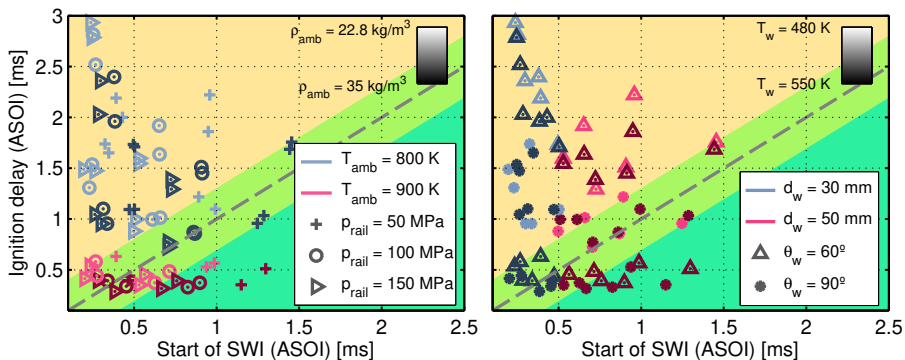 ρamb = 22.8 kg/m³
ρamb = 35 kg/m³
Tamb = 800 K
Tamb = 900 K
prail = 50 MPa
prail = 100 MPa
prail = 150 MPa
Ignition delay (ASOI) [ms]
3
2.5
2
1.5
1
0.5
0.5 1 1.5 2 2.5
Start of SWI (ASOI) [ms]
Tw = 480 K
Tw = 550 K
dw = 30 mm
dw = 50 mm
θw = 60º
θw = 90º
0.5 1 1.5 2 2.5
Start of SWI (ASOI) [ms]